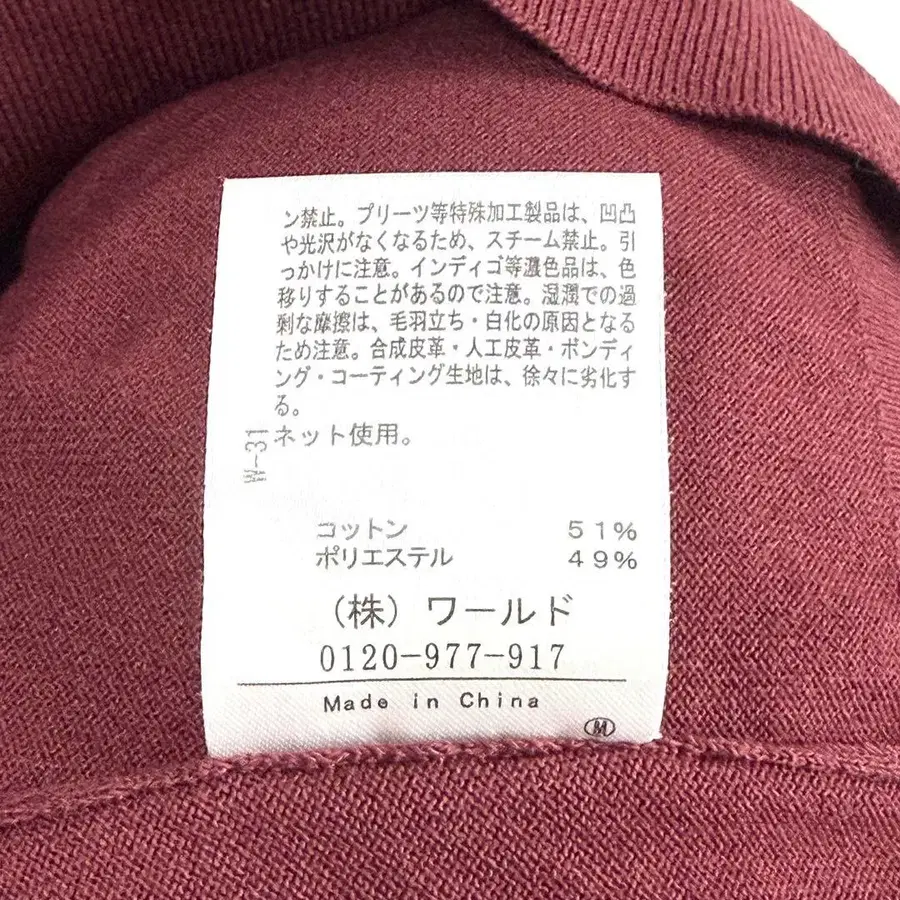 ン禁止。プリーツ等特殊加工製品は、凹凸
や光沢がなくなるため、スチーム禁止。引
っかけに注意。インディゴ等濃色品は、色
移りすることがあるので注意。湿潤での過
剰な摩擦は、毛羽立ち・白化の原因となる
ため注意。合成皮革・人工皮革・ボンディ
ング・コーティング生地は、徐々に劣化す
る。
ネット使用。
W-31
コットン 51%
ポリエステル 49%
(株)ワールド
0120-977-917
Made in China
M